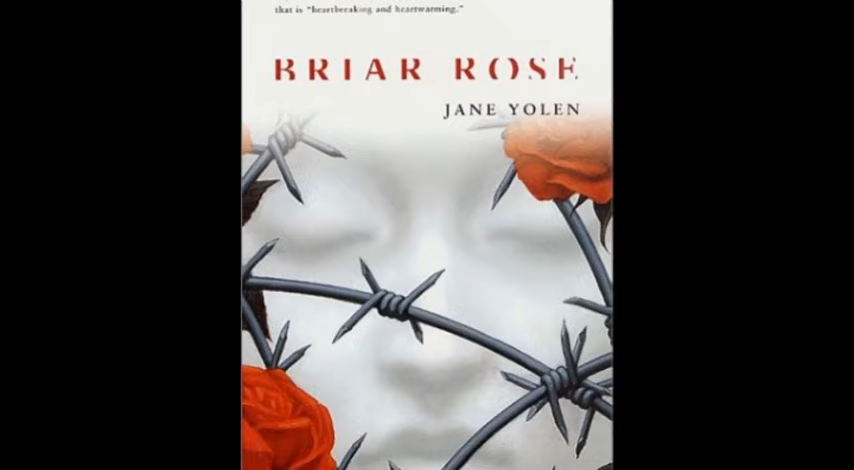 that is "heartbreaking and heartwarming."
BRIAR ROSE
JANE YOLEN